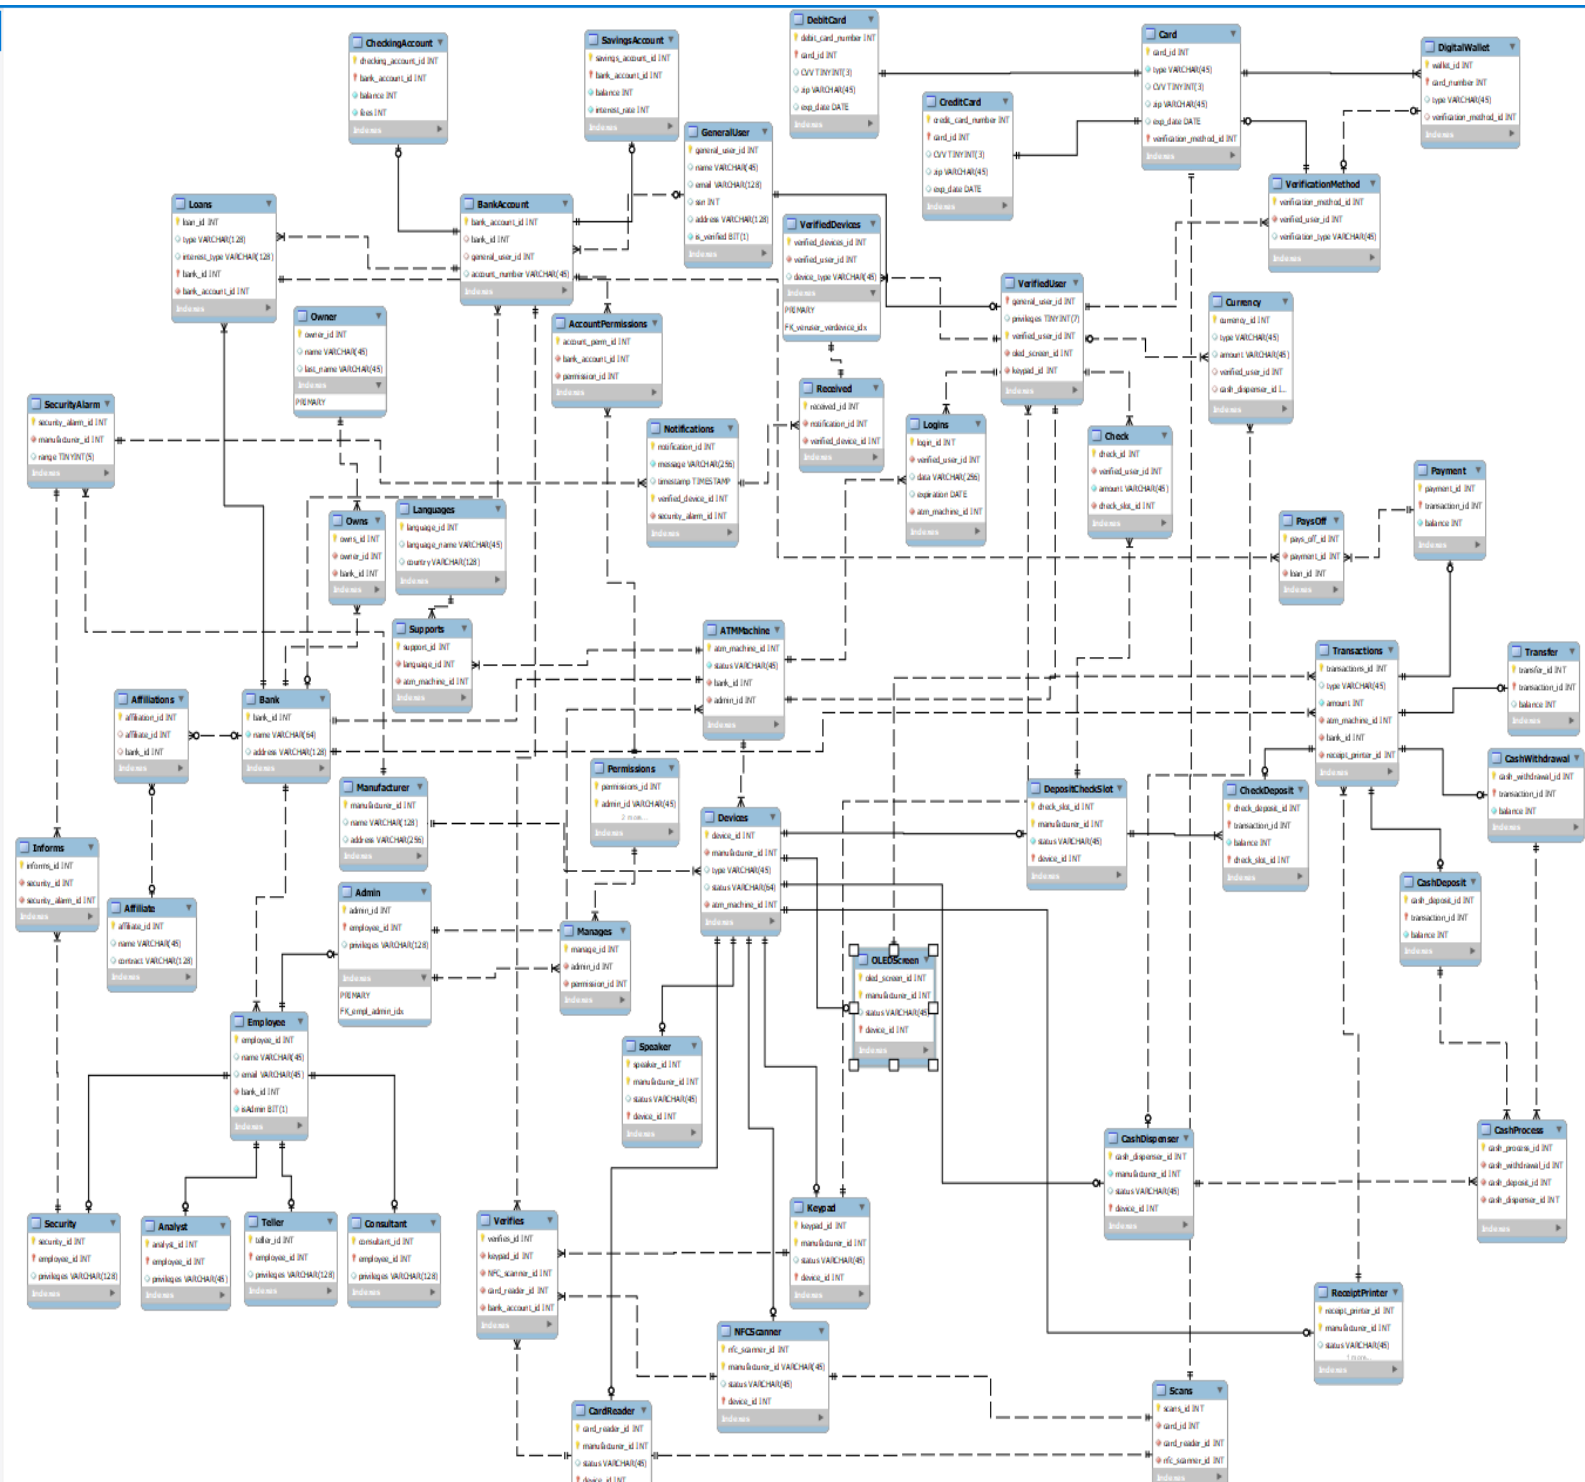 DebitCard
debit_card_number INT
card_id INT
CVV TINYINT(3)
zip VARCHAR(45)
exp_date DATE
Indexes
Card
card_id INT
type VARCHAR(45)
CVV TINYINT(3)
zip VARCHAR(45)
exp_date DATE
verification_method_id INT
Indexes
CheckingAccount
checking_account_id INT
bank_account_id INT
balance INT
fees INT
Indexes
SavingsAccount
savings_account_id INT
bank_account_id INT
balance INT
interest_rate INT
Indexes
DigitalWallet
wallet_id INT
card_number INT
type VARCHAR(45)
verification_method_id INT
Indexes
CreditCard
credit_card_number INT
card_id INT
CVV TINYINT(3)
zip VARCHAR(45)
exp_date DATE
Indexes
GeneralUser
general_user_id INT
name VARCHAR(45)
email VARCHAR(128)
ssn INT
address VARCHAR(128)
is_verified BIT(1)
Indexes
VerificationMethod
verification_method_id INT
verified_user_id INT
verification_type VARCHAR(45)
Indexes
Loans
loan_id INT
type VARCHAR(128)
interest_type VARCHAR(128)
bank_id INT
bank_account_id INT
Indexes
BankAccount
bank_account_id INT
bank_id INT
general_user_id INT
account_number VARCHAR(45)
Indexes
VerifiedDevices
verified_devices_id INT
verified_user_id INT
device_type VARCHAR(45)
Indexes
PRIMARY
FK_veruser_verdevice_idx
VerifiedUser
general_user_id INT
privileges TINYINT(7)
verified_user_id INT
oled_screen_id INT
keypad_id INT
Indexes
Currency
currency_id INT
type VARCHAR(45)
amount VARCHAR(45)
verified_user_id INT
cash_dispenser_id I...
Indexes
Owner
owner_id INT
name VARCHAR(45)
last_name VARCHAR(45)
Indexes
PRIMARY
AccountPermissions
account_perm_id INT
bank_account_id INT
permission_id INT
Indexes
Received
received_id INT
notification_id INT
verified_device_id INT
Indexes
SecurityAlarm
security_alarm_id INT
manufacturer_id INT
range TINYINT(5)
Indexes
Notifications
notification_id INT
message VARCHAR(256)
timestamp TIMESTAMP
verified_device_id INT
security_alarm_id INT
Indexes
Logins
login_id INT
verified_user_id INT
data VARCHAR(256)
expiration DATE
atm_machine_id INT
Indexes
Check
check_id INT
verified_user_id INT
amount VARCHAR(45)
check_slot_id INT
Indexes
Payment
payment_id INT
transaction_id INT
balance INT
Indexes
Owns
owns_id INT
owner_id INT
bank_id INT
Indexes
Languages
language_id INT
language_name VARCHAR(45)
country VARCHAR(128)
Indexes
PaysOff
pays_off_id INT
payment_id INT
loan_id INT
Indexes
Supports
support_id INT
language_id INT
atm_machine_id INT
Indexes
ATMMachine
atm_machine_id INT
status VARCHAR(45)
bank_id INT
admin_id INT
Indexes
Transactions
transactions_id INT
type VARCHAR(45)
amount INT
atm_machine_id INT
bank_id INT
receipt_printer_id INT
Indexes
Transfer
transfer_id INT
transaction_id INT
balance INT
Indexes
Affiliations
affiliation_id INT
affiliate_id INT
bank_id INT
Indexes
Bank
bank_id INT
name VARCHAR(64)
address VARCHAR(128)
Indexes
Permissions
permissions_id INT
admin_id VARCHAR(45)
2 more...
Indexes
CashWithdrawal
cash_withdrawal_id INT
transaction_id INT
balance INT
Indexes
Manufacturer
manufacturer_id INT
name VARCHAR(128)
address VARCHAR(256)
Indexes
Devices
device_id INT
manufacturer_id INT
type VARCHAR(45)
status VARCHAR(64)
atm_machine_id INT
Indexes
DepositCheckSlot
check_slot_id INT
manufacturer_id INT
status VARCHAR(45)
device_id INT
Indexes
CheckDeposit
check_deposit_id INT
transaction_id INT
balance INT
check_slot_id INT
Indexes
Informs
informs_id INT
security_id INT
security_alarm_id INT
Indexes
CashDeposit
cash_deposit_id INT
transaction_id INT
balance INT
Indexes
Affiliate
affiliate_id INT
name VARCHAR(45)
contract VARCHAR(128)
Indexes
Admin
admin_id INT
employee_id INT
privileges VARCHAR(128)
Indexes
PRIMARY
FK_empl_admin_idx
Manages
manage_id INT
admin_id INT
permission_id INT
Indexes
OLEDScreen
oled_screen_id INT
manufacturer_id INT
status VARCHAR(45)
device_id INT
Indexes
Employee
employee_id INT
name VARCHAR(45)
email VARCHAR(45)
bank_id INT
isAdmin BIT(1)
Indexes
Speaker
speaker_id INT
manufacturer_id INT
status VARCHAR(45)
device_id INT
Indexes
CashDispenser
cash_dispenser_id INT
manufacturer_id INT
status VARCHAR(45)
device_id INT
Indexes
CashProcess
cash_process_id INT
cash_withdrawal_id INT
cash_deposit_id INT
cash_dispenser_id INT
Indexes
Security
security_id INT
employee_id INT
privileges VARCHAR(128)
Indexes
Analyst
analyst_id INT
employee_id INT
privileges VARCHAR(45)
Indexes
Teller
teller_id INT
employee_id INT
privileges VARCHAR(128)
Indexes
Consultant
consultant_id INT
employee_id INT
privileges VARCHAR(128)
Indexes
Verifies
verifies_id INT
keypad_id INT
NFC_scanner_id INT
card_reader_id INT
bank_account_id INT
Indexes
Keypad
keypad_id INT
manufacturer_id INT
status VARCHAR(45)
device_id INT
Indexes
ReceiptPrinter
receipt_printer_id INT
manufacturer_id INT
status VARCHAR(45)
1 more...
Indexes
NFCScanner
nfc_scanner_id INT
manufacturer_id VARCHAR(45)
status VARCHAR(45)
device_id INT
Indexes
Scans
scans_id INT
card_id INT
card_reader_id INT
nfc_scanner_id INT
Indexes
CardReader
card_reader_id INT
manufacturer_id INT
status VARCHAR(45)
device_id INT